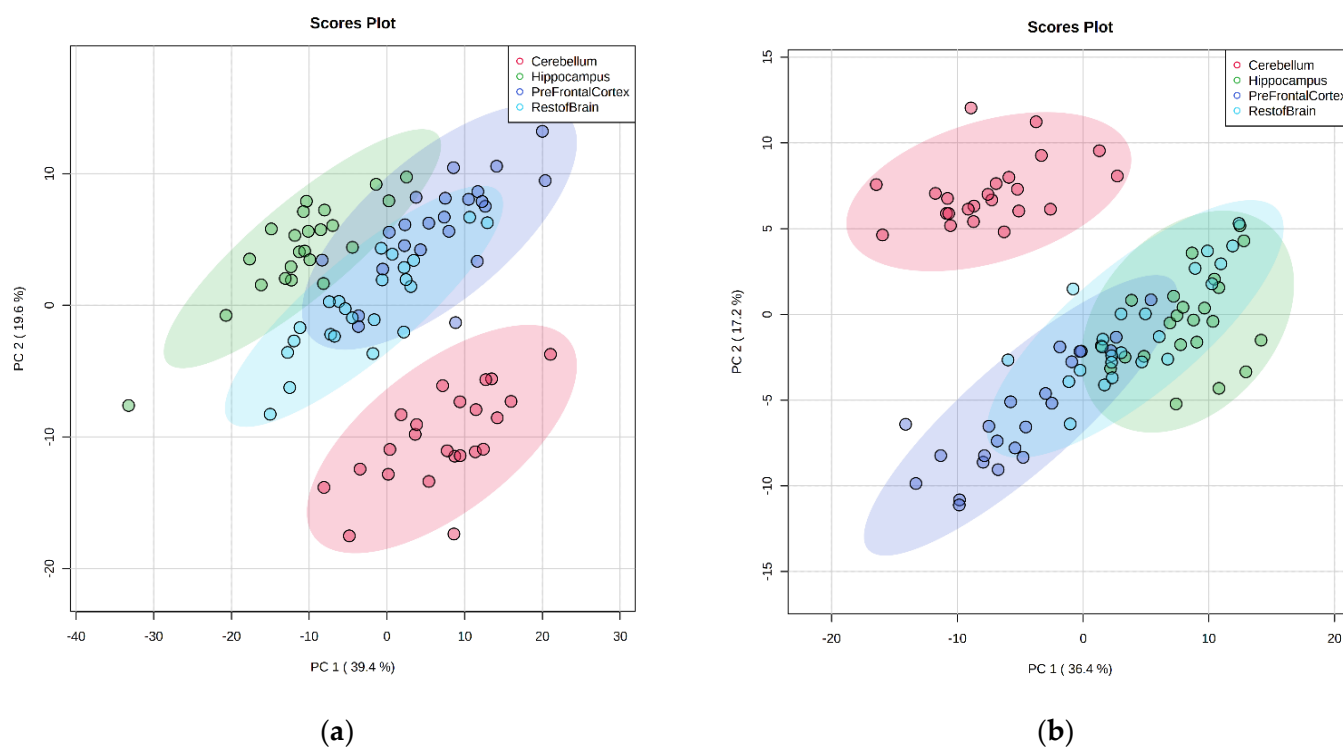 Scores Plot
Cerebellum
Hippocampus
PreFrontalCortex
RestofBrain
10
0
-10
-20
PC 2 ( 19.6 %)
-40 -30 -20 -10 0 10 20 30
PC 1 ( 39.4 %)
(a)
Scores Plot
Cerebellum
Hippocampus
PreFrontalCortex
RestofBrain
15
10
5
0
-5
-10
-15
PC 2 ( 17.2 %)
-20 -10 0 10 20
PC 1 ( 36.4 %)
(b)